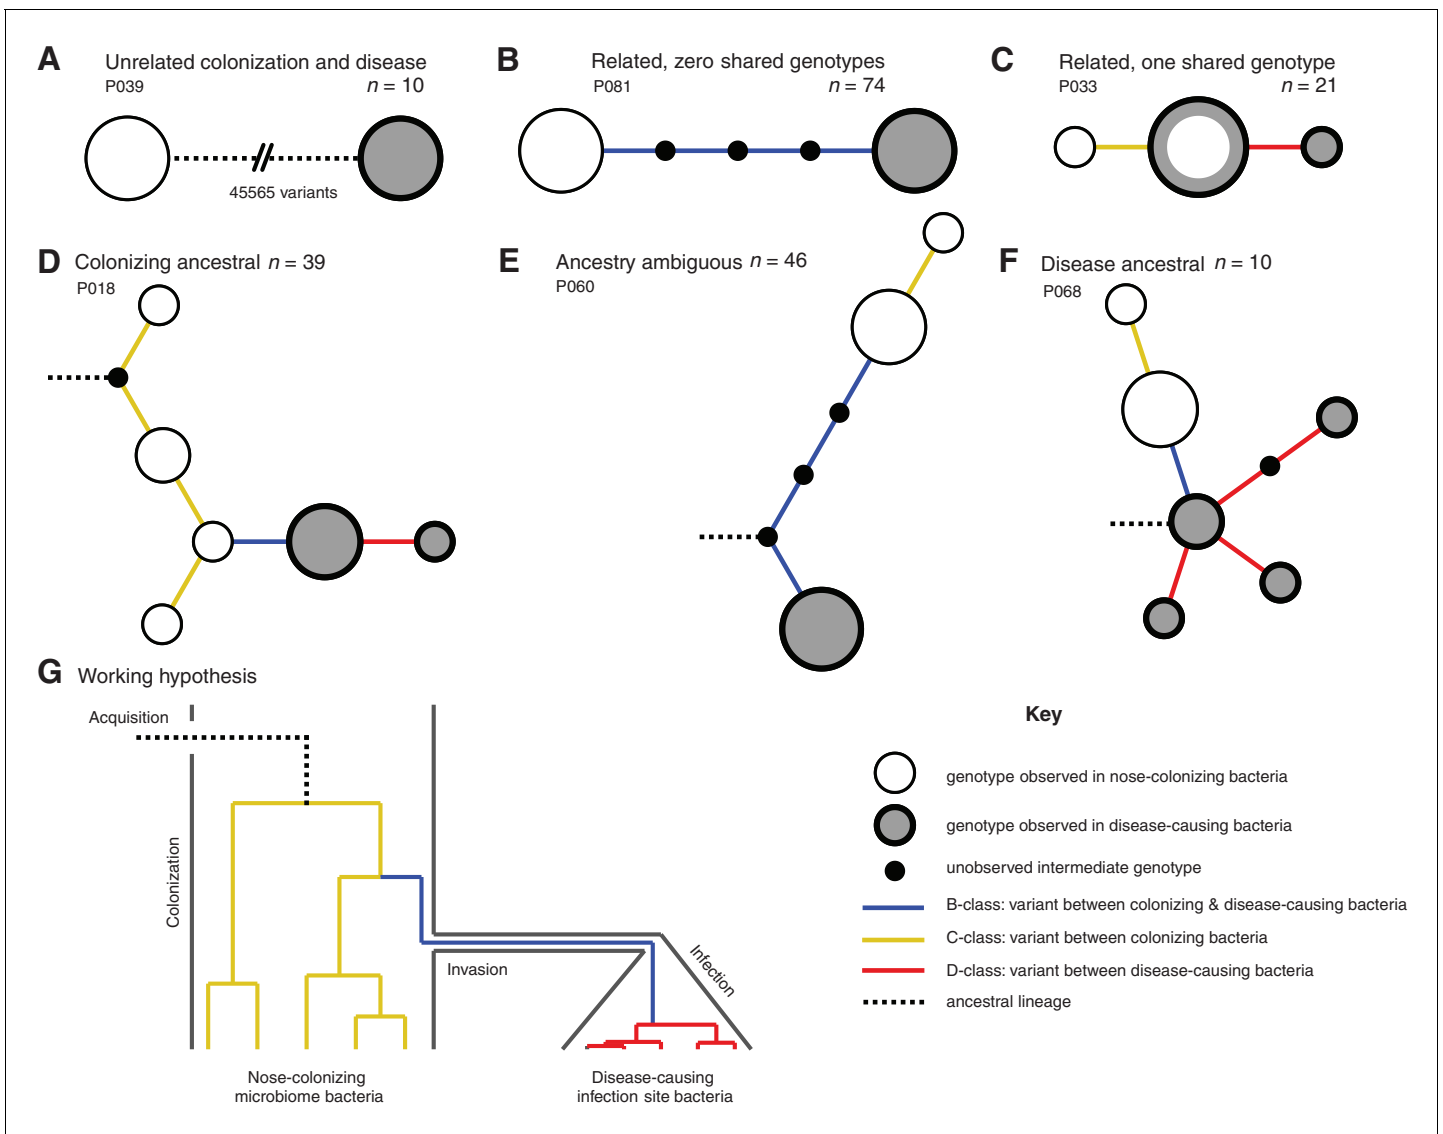 A
Unrelated colonization and disease
P039
n = 10
45565 variants
B
Related, zero shared genotypes
P081
n = 74
C
Related, one shared genotype
P033
n = 21
D
Colonizing ancestral n = 39
P018
E
Ancestry ambiguous n = 46
P060
F
Disease ancestral n = 10
P068
G
Working hypothesis
Acquisition
Colonization
Invasion
Infection
Nose-colonizing
microbiome bacteria
Disease-causing
infection site bacteria
Key
genotype observed in nose-colonizing bacteria
genotype observed in disease-causing bacteria
unobserved intermediate genotype
B-class: variant between colonizing & disease-causing bacteria
C-class: variant between colonizing bacteria
D-class: variant between disease-causing bacteria
ancestral lineage